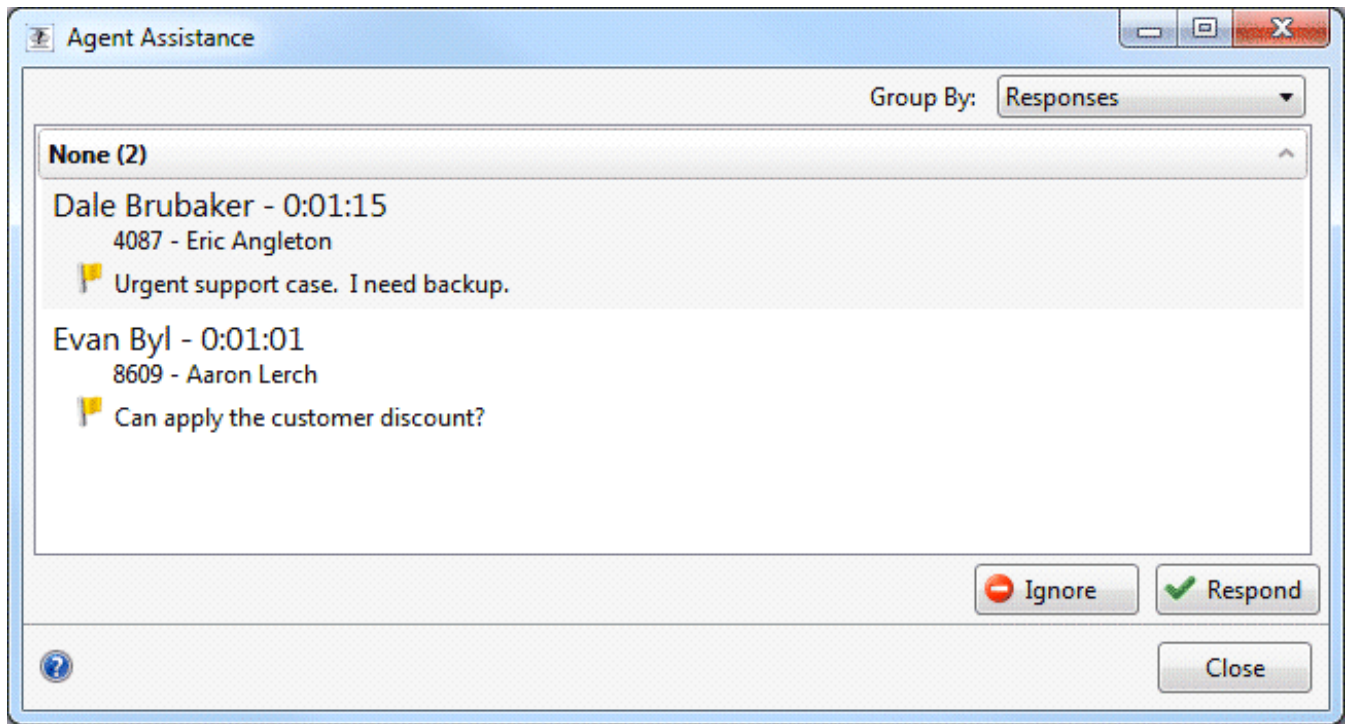 Agent Assistance
Group By: Responses
None (2)
Dale Brubaker - 0:01:15
4087 - Eric Angleton
Urgent support case.  I need backup.
Evan Byl - 0:01:01
8609 - Aaron Lerch
Can apply the customer discount?
Ignore Respond
Close